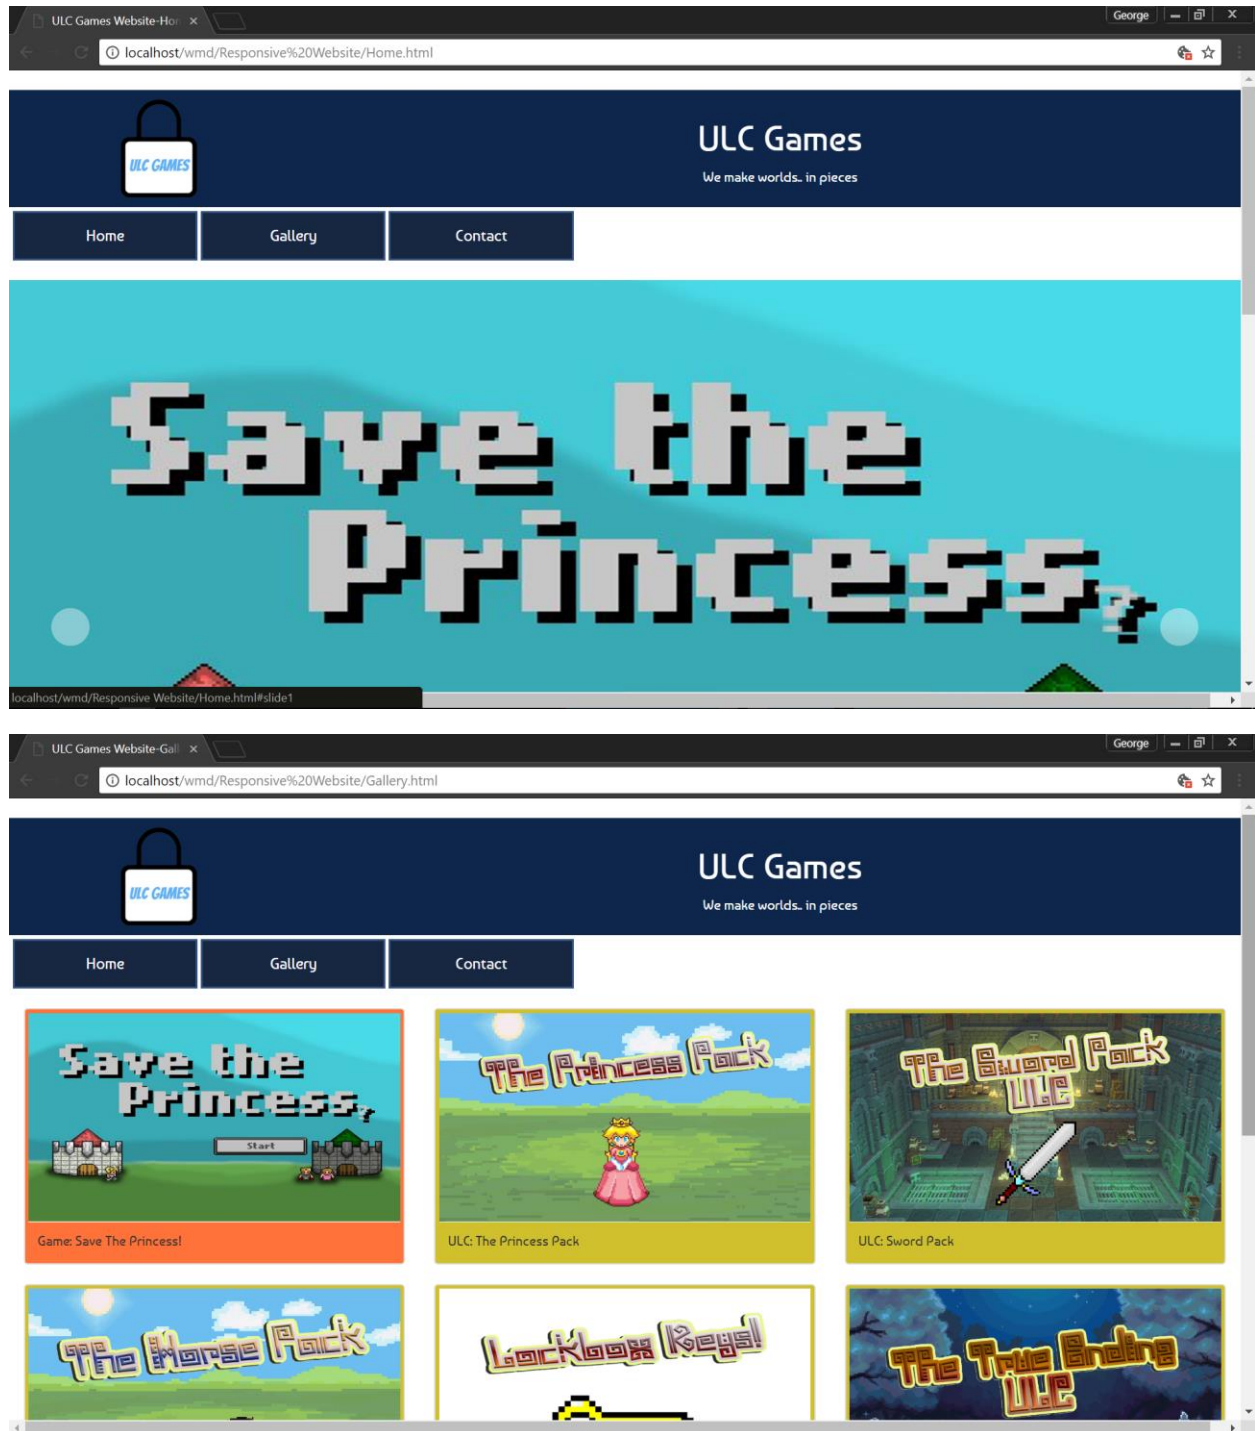 ULC Games Website-Hom
George
localhost/wmd/Responsive%20Website/Home.html
ULC GAMES
ULC Games
We make worlds... in pieces
Home Gallery Contact
Save the
Princess?
localhost/wmd/Responsive Website/Home.html#slide1
ULC Games Website-Gall
George
localhost/wmd/Responsive%20Website/Gallery.html
ULC GAMES
ULC Games
We make worlds... in pieces
Home Gallery Contact
Save the
Princess?
Start
Game: Save The Princess!
The Princess Pack
ULC: The Princess Pack
The Sword Pack
ULC
ULC: Sword Pack
The Horse Pack
Lockbox Keys!
The True Ending
ULC